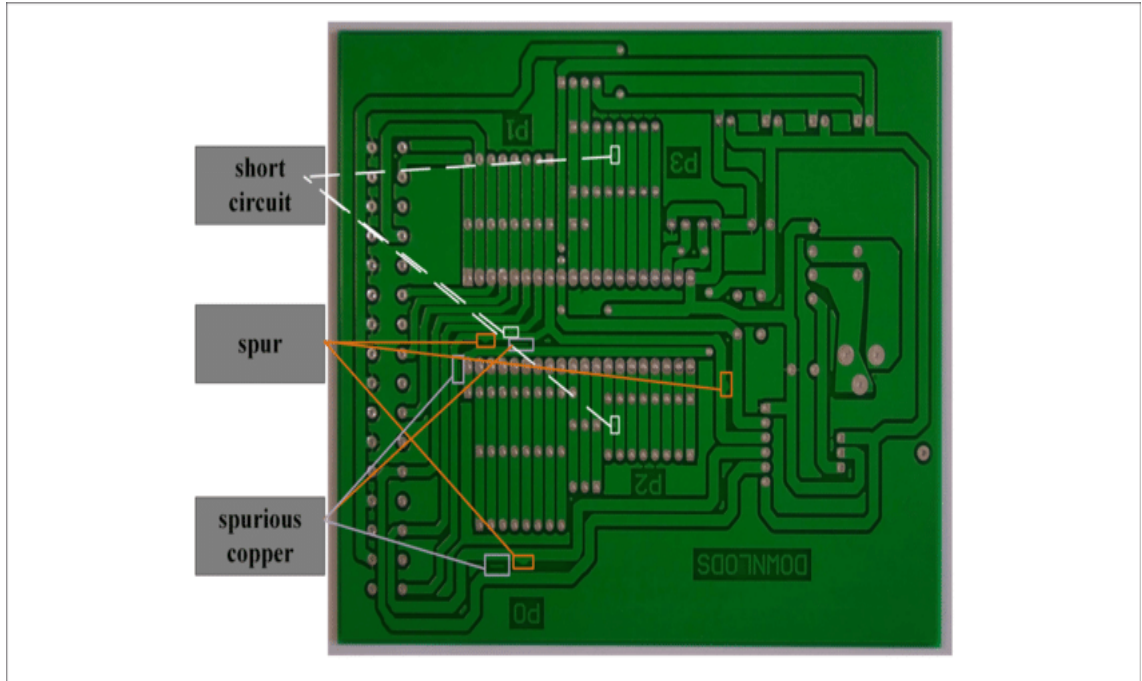 short
circuit
spur
spurious
copper
P1
P3
P2
DOWNLODS
P0